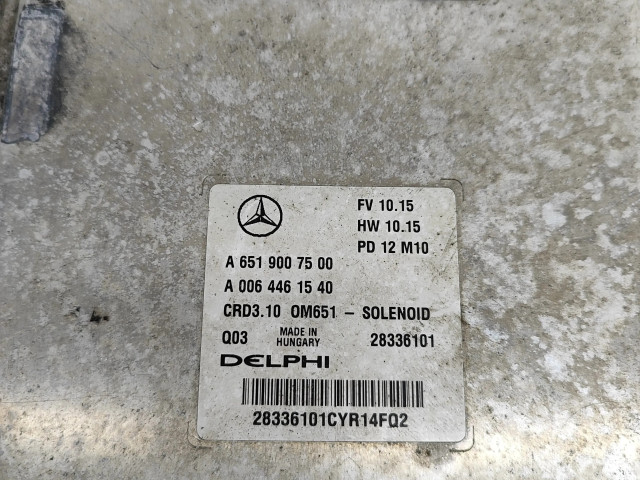 FV 10.15
HW 10.15
PD 12 M10
A 651 900 75 00
A 006 446 15 40
CRD3.10 OM651 - SOLENOID
Q03 MADE IN HUNGARY 28336101
DELPHI
28336101CYR14FQ2